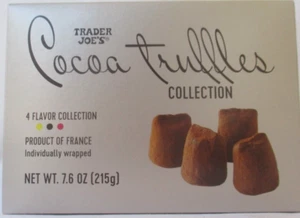 TRADER
JOE'S
Cocoa truffles
COLLECTION
4 FLAVOR COLLECTION
PRODUCT OF FRANCE
Individually wrapped
NET WT. 7.6 OZ (215g)